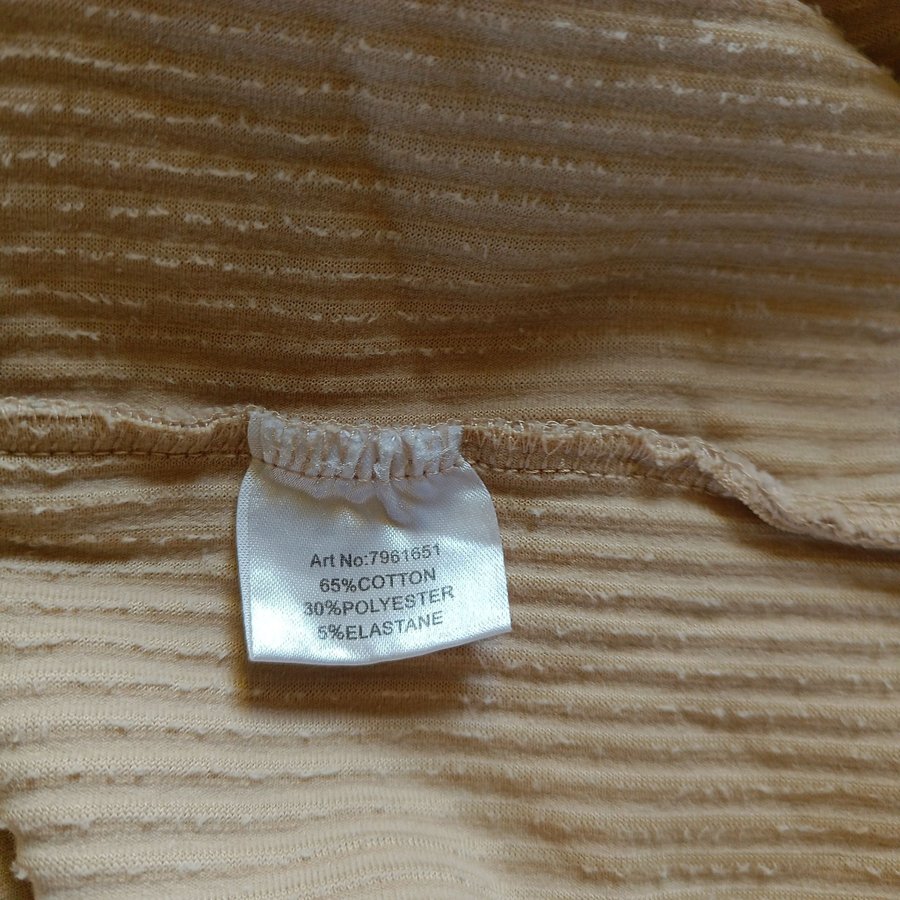 Art No:7961651
65%COTTON
30%POLYESTER
5%ELASTANE